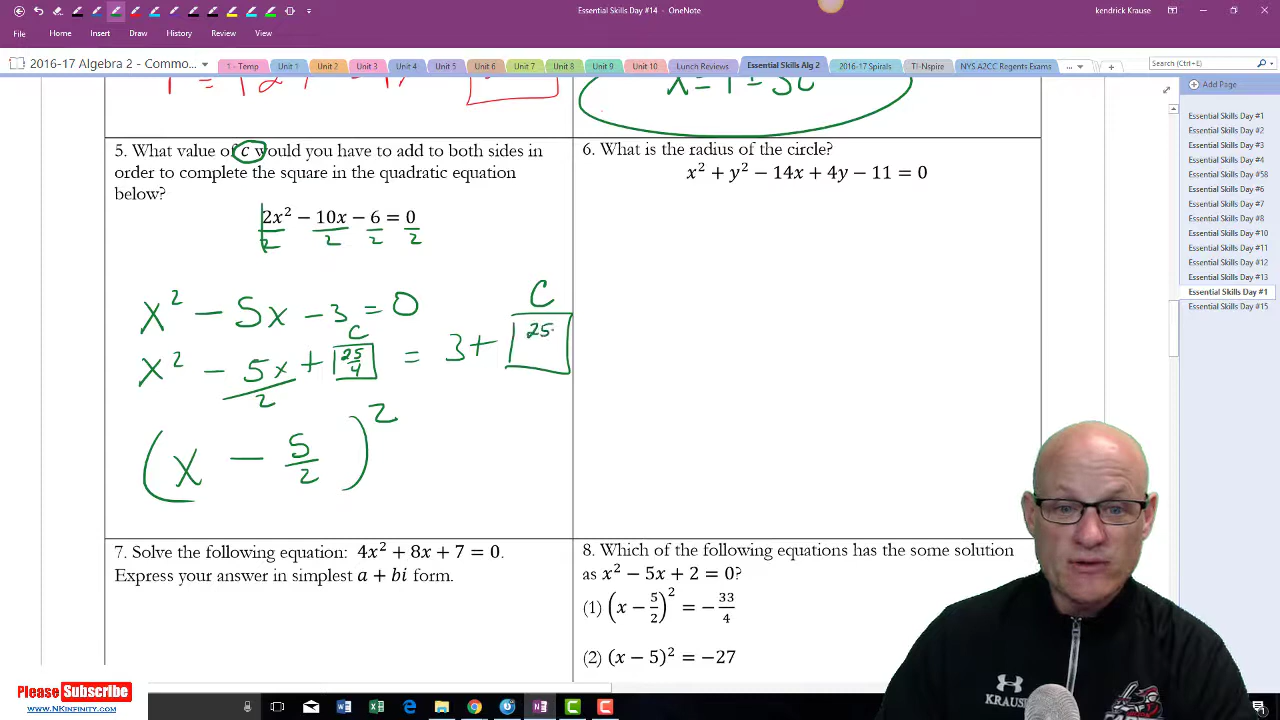 Essential Skills Day #14 - OneNote
kendrick Krause
File Home Insert Draw History Review View
2016-17 Algebra 2 - Commo...
1 - Temp Unit 1 Unit 2 Unit 3 Unit 4 Unit 5 Unit 6 Unit 7 Unit 8 Unit 9 Unit 10 Essential Skills Alg 2 2016-17 Spirals TI-Nspire NYS A2CC Regents Exams ...
Search (Ctrl+E)
Add Page
Essential Skills Day #1
Essential Skills Day #2
Essential Skills Day #3
Essential Skills Day #4
Essential Skills Day #58
Essential Skills Day #6
Essential Skills Day #7
Essential Skills Day #8
Essential Skills Day #10
Essential Skills Day #11
Essential Skills Day #12
Essential Skills Day #13
Essential Skills Day #1
Essential Skills Day #15
5. What value of c would you have to add to both sides in
order to complete the square in the quadratic equation
below?
2x² − 10x − 6 = 0
2 2 2 2
x² − 5x − 3 = 0
C C
x² − 5x + 25/4 = 3 + 25
2
(x − 5/2)²
6. What is the radius of the circle?
x² + y² − 14x + 4y − 11 = 0
7. Solve the following equation: 4x² + 8x + 7 = 0.
Express your answer in simplest a + bi form.
8. Which of the following equations has the some solution
as x² − 5x + 2 = 0?
(1) (x − 5/2)² = − 33/4
(2) (x − 5)² = −27
Please Subscribe
www.NKinfinity.com
KRAUS